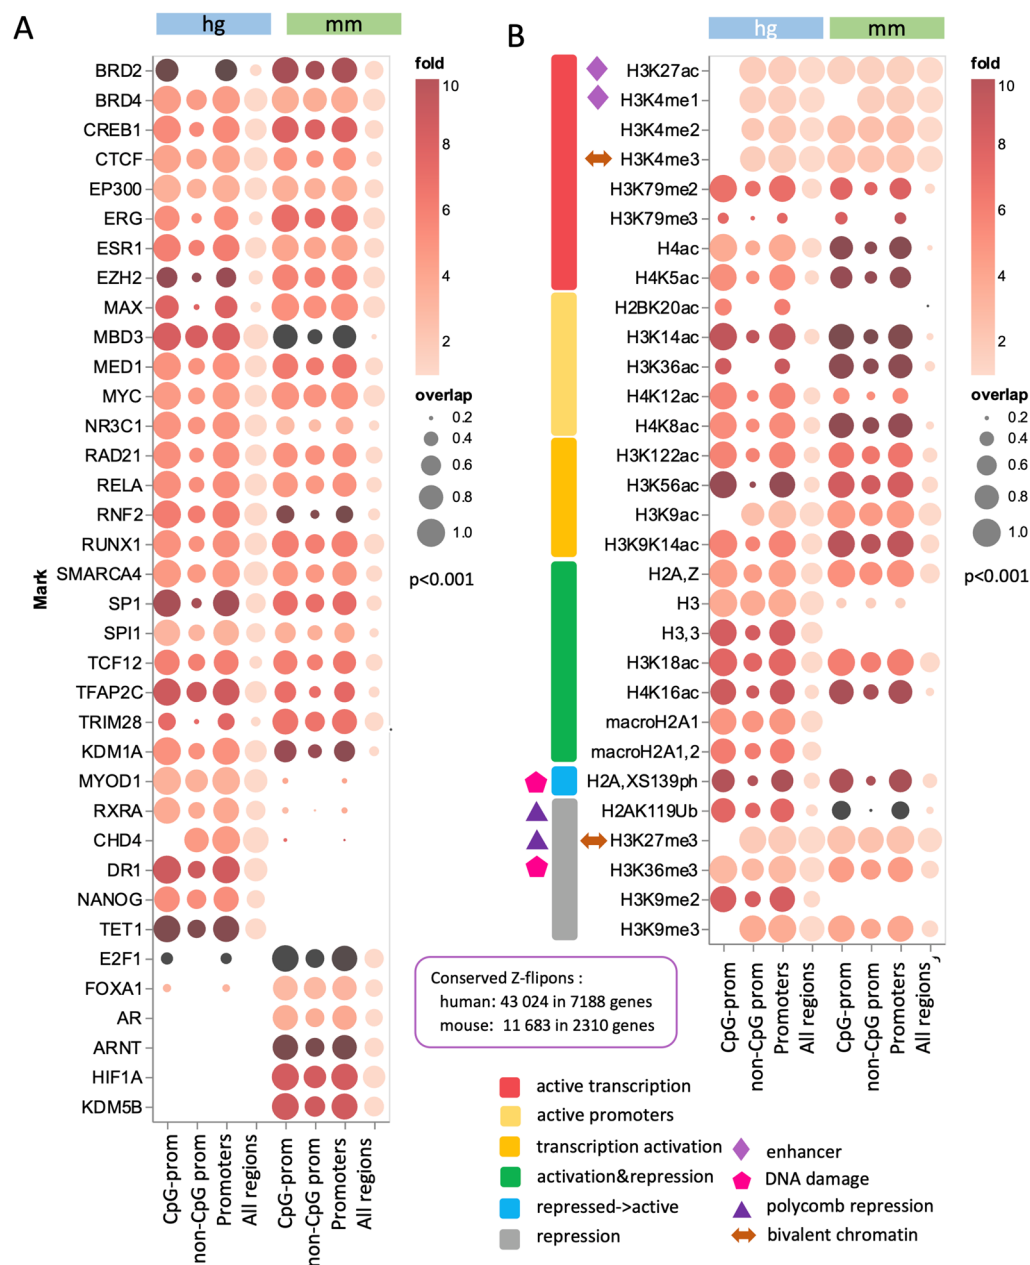 A
hg
mm
fold
10
8
6
4
2
overlap
0.2
0.4
0.6
0.8
1.0
p<0.001
Mark
BRD2
BRD4
CREB1
CTCF
EP300
ERG
ESR1
EZH2
MAX
MBD3
MED1
MYC
NR3C1
RAD21
RELA
RNF2
RUNX1
SMARCA4
SP1
SPI1
TCF12
TFAP2C
TRIM28
KDM1A
MYOD1
RXRA
CHD4
DR1
NANOG
TET1
E2F1
FOXA1
AR
ARNT
HIF1A
KDM5B
CpG-prom
non-CpG prom
Promoters
All regions
CpG-prom
non-CpG prom
Promoters
All regions
B
hg
mm
fold
10
8
6
4
2
overlap
0.2
0.4
0.6
0.8
1.0
p<0.001
H3K27ac
H3K4me1
H3K4me2
H3K4me3
H3K79me2
H3K79me3
H4ac
H4K5ac
H2BK20ac
H3K14ac
H3K36ac
H4K12ac
H4K8ac
H3K122ac
H3K56ac
H3K9ac
H3K9K14ac
H2A,Z
H3
H3,3
H3K18ac
H4K16ac
macroH2A1
macroH2A1,2
H2A,XS139ph
H2AK119Ub
H3K27me3
H3K36me3
H3K9me2
H3K9me3
CpG-prom
non-CpG prom
Promoters
All regions
CpG-prom
non-CpG prom
Promoters
All regions
Conserved Z-flipons :
human: 43 024 in 7188 genes
mouse: 11 683 in 2310 genes
active transcription
active promoters
transcription activation
activation&repression
repressed->active
repression
enhancer
DNA damage
polycomb repression
bivalent chromatin